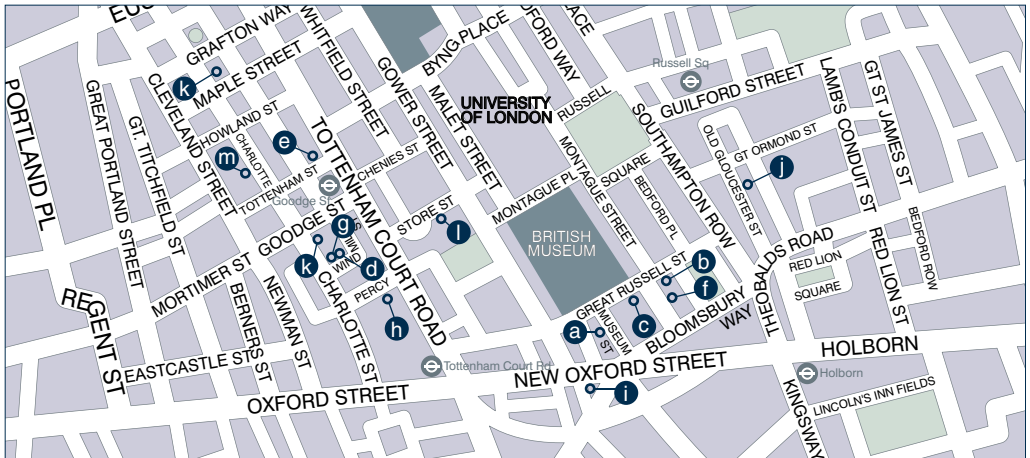 EUS
GRAFTON WAY
MAPLE STREET
WHITFIELD STREET
BYNG PLACE
DFORD WAY
ACE
Russell Sq
GUILFORD STREET
LAMB'S CONDUIT ST
GT ST JAMES ST
PORTLAND PL
GREAT PORTLAND STREET
GT. TITCHFIELD ST
CLEVELAND STREET
k
HOWLAND ST
GOWER STREET
MALET STREET
UNIVERSITY
OF LONDON
RUSSELL
SQUARE
SOUTHAMPTON ROW
OLD GLOUCESTER ST
GT ORMOND ST
m
CHARLOTTE
e
TOTTENHAM COURT ROAD
TOTTENHAM ST
CHENIES ST
Goodge St
MONTAGUE PL
MONTAGUE STREET
BEDFORD PL
j
STORE ST
l
BRITISH
MUSEUM
MORTIMER ST
GOODGE ST
g
k
d
WIND
MILL
S
PERCY
h
CHARLOTTE ST
GREAT RUSSELL ST
b
f
c
a
MUSEUM
ST
BLOOMSBURY
WAY
THEOBALDS ROAD
RED LION
SQUARE
RED LION ST
BEDFORD ROW
REGENT ST
BERNERS ST
NEWMAN ST
EASTCASTLE ST
OXFORD STREET
Tottenham Court Rd
NEW OXFORD STREET
i
HOLBORN
Holborn
KINGSWAY
LINCOLN'S INN FIELDS